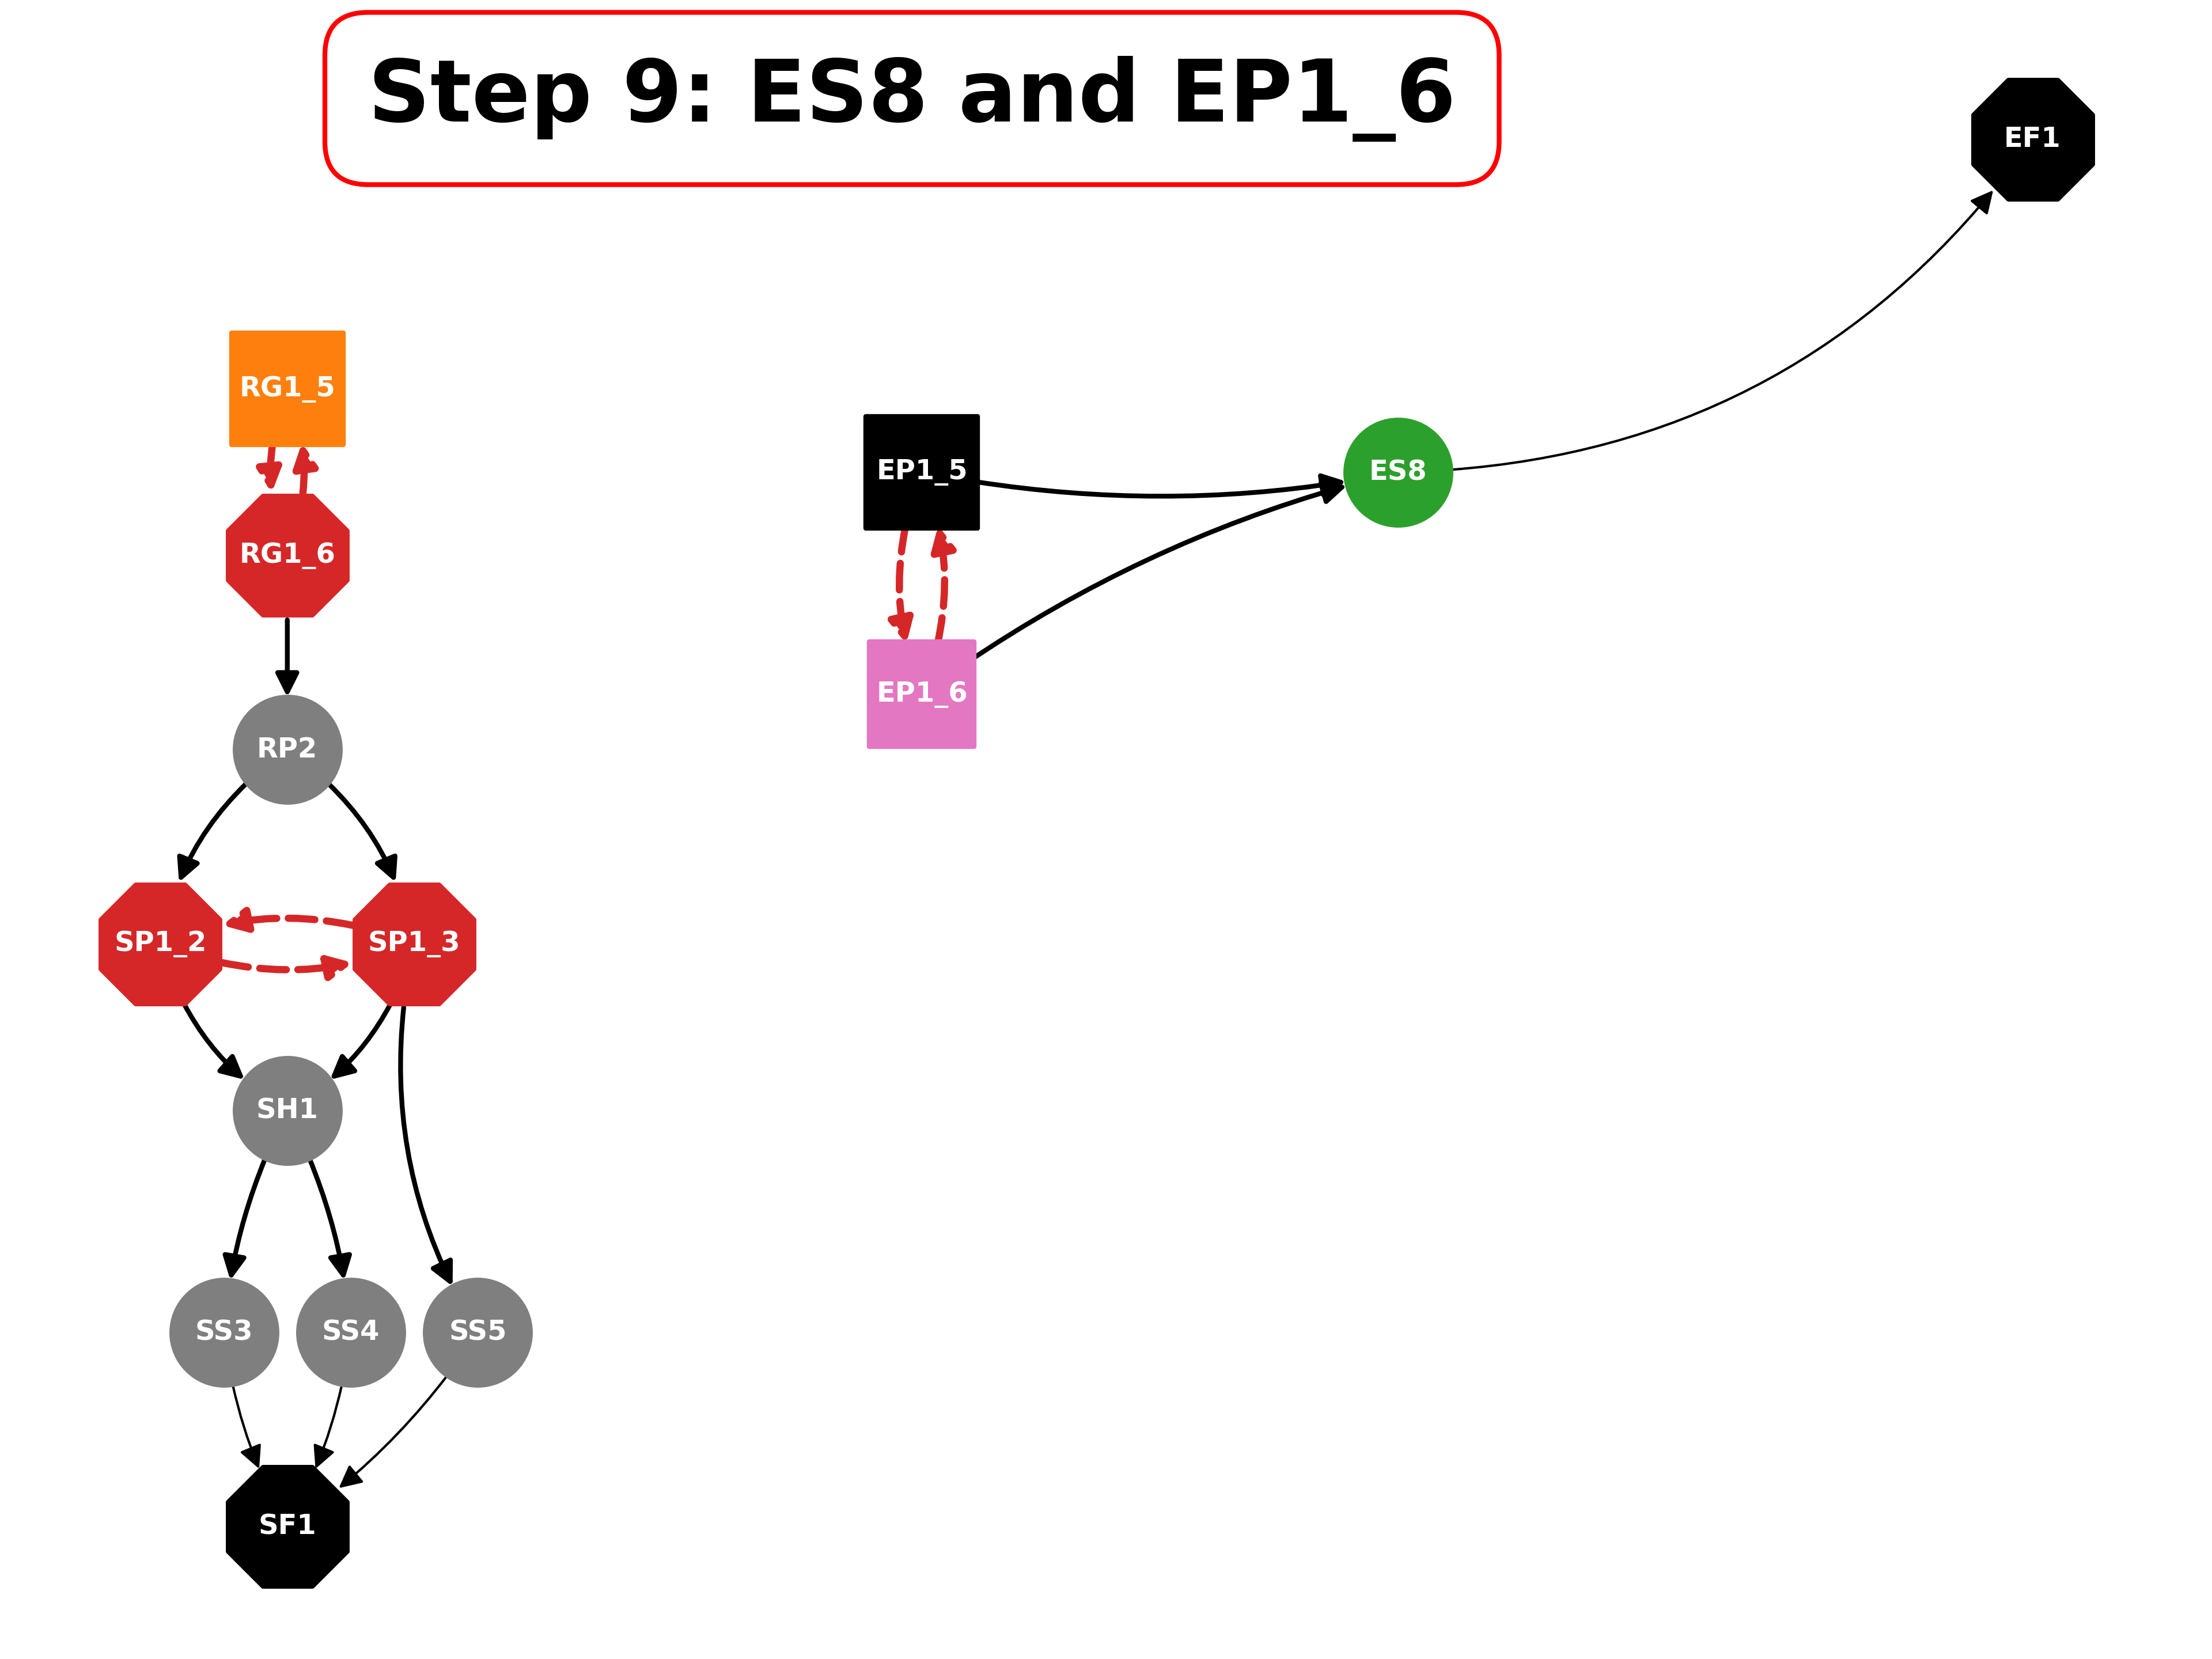 Step 9: ES8 and EP1_6
EF1
RG1_5
EP1_5
ES8
RG1_6
EP1_6
RP2
SP1_2
SP1_3
SH1
SS3
SS4
SS5
SF1